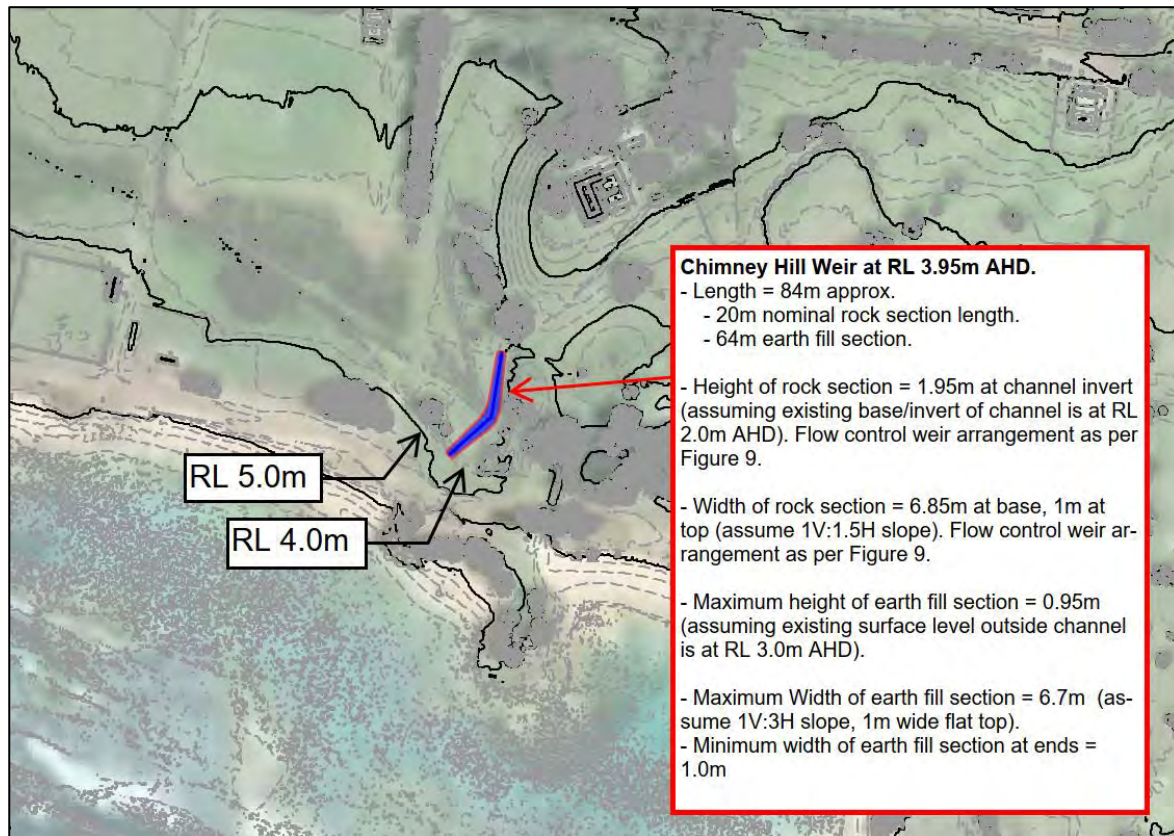 Chimney Hill Weir at RL 3.95m AHD.
- Length = 84m approx.
- 20m nominal rock section length.
- 64m earth fill section.
- Height of rock section = 1.95m at channel invert
(assuming existing base/invert of channel is at RL
2.0m AHD). Flow control weir arrangement as per
Figure 9.
- Width of rock section = 6.85m at base, 1m at
top (assume 1V:1.5H slope). Flow control weir ar-
rangement as per Figure 9.
- Maximum height of earth fill section = 0.95m
(assuming existing surface level outside channel
is at RL 3.0m AHD).
- Maximum Width of earth fill section = 6.7m (as-
sume 1V:3H slope, 1m wide flat top).
- Minimum width of earth fill section at ends =
1.0m
RL 5.0m
RL 4.0m